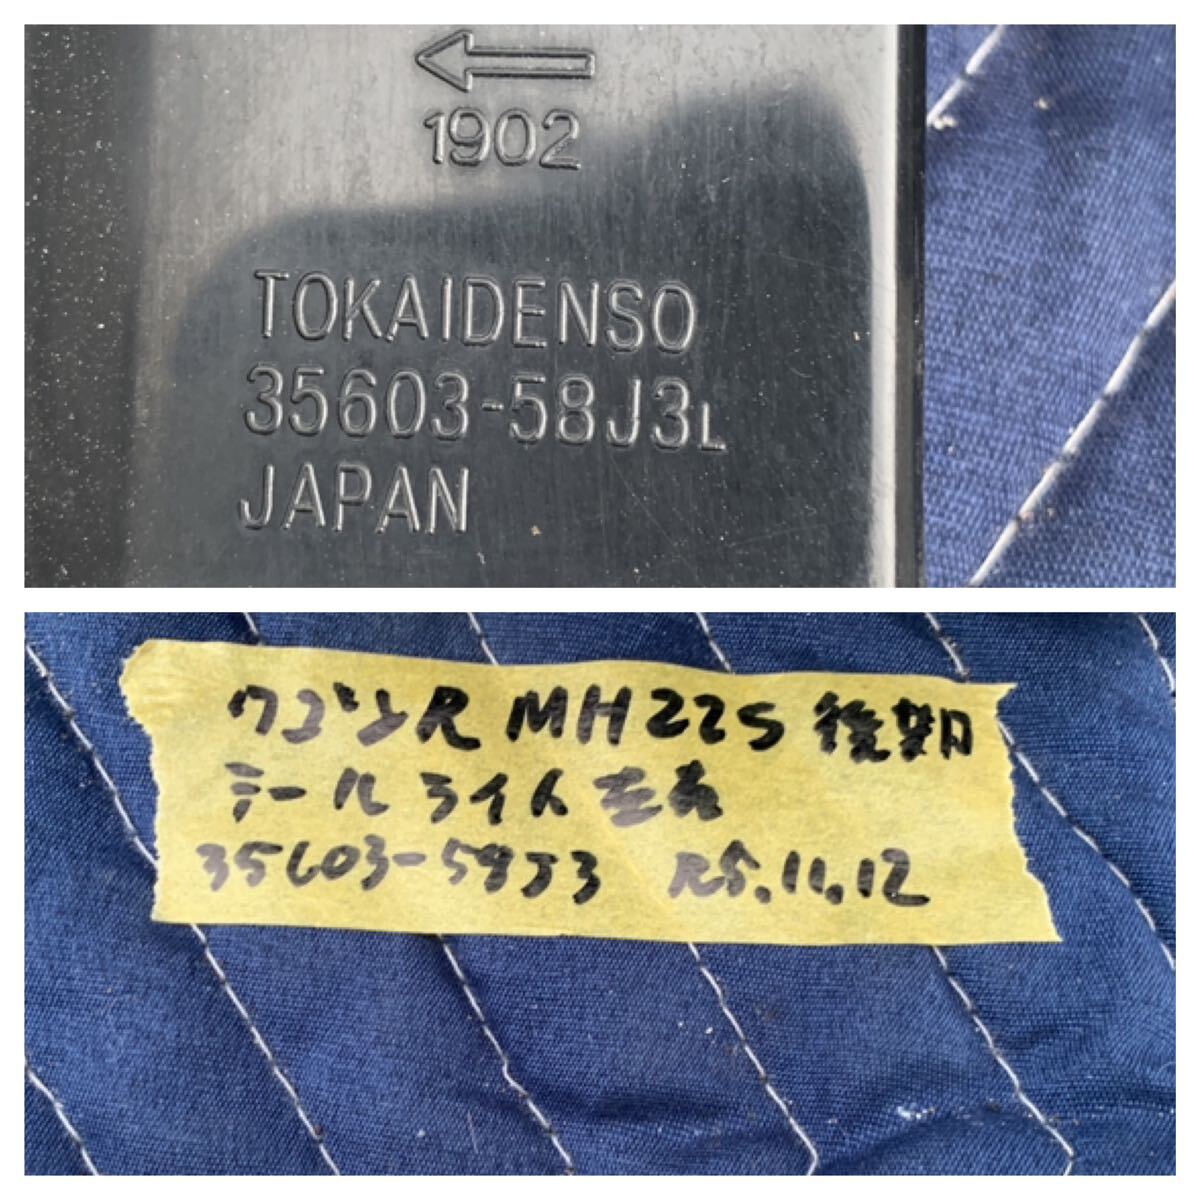 1902
TOKAIDENSO
35603-58J3L
JAPAN
ワゴンR MH22S 後期
テールライト 左右
35603-58J3 R5.11.12